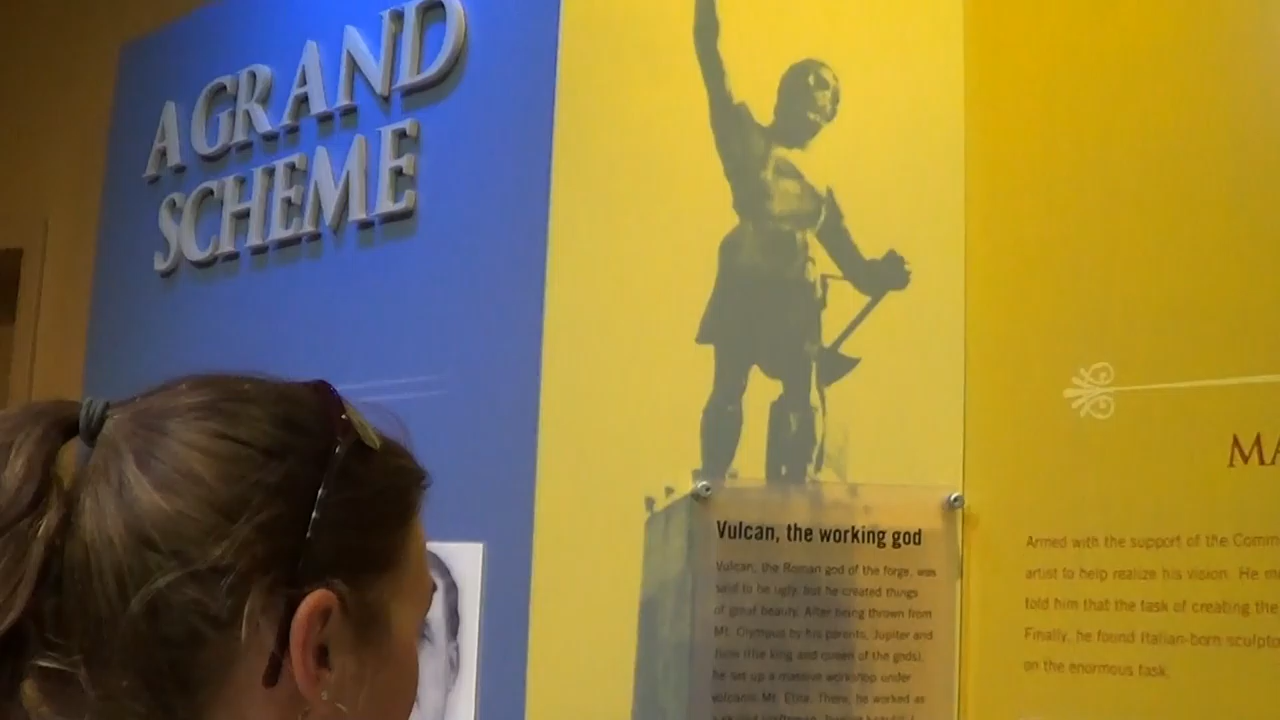 A GRAND
SCHEME
Vulcan, the working god
Vulcan, the Roman god of the forge, was
said to be ugly, but he created things
of great beauty. After being thrown from
Mt. Olympus by his parents, Jupiter and
Juno (the king and queen of the gods),
he set up a massive workshop under
volcanic Mt. Etna. There, he worked as
MA
Armed with the support of the Comm
artist to help realize his vision. He m
told him that the task of creating the
Finally, he found Italian-born sculpto
on the enormous task.